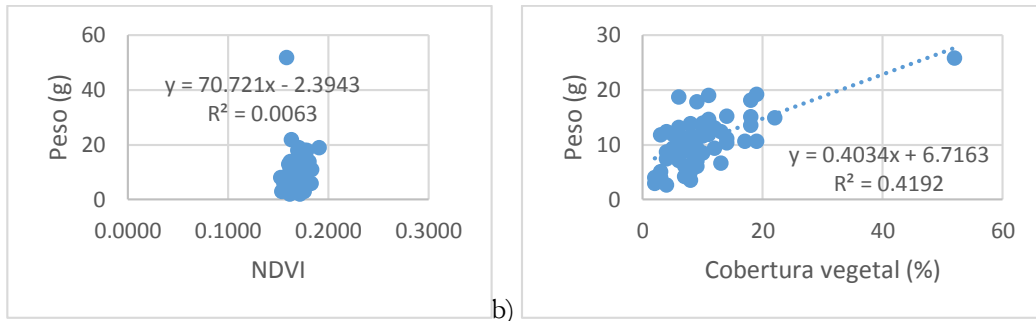 60
40
20
0
Peso (g)
y = 70.721x - 2.3943
R² = 0.0063
0.0000 0.1000 0.2000 0.3000
NDVI
b)
30
20
10
0
Peso (g)
y = 0.4034x + 6.7163
R² = 0.4192
0 20 40 60
Cobertura vegetal (%)